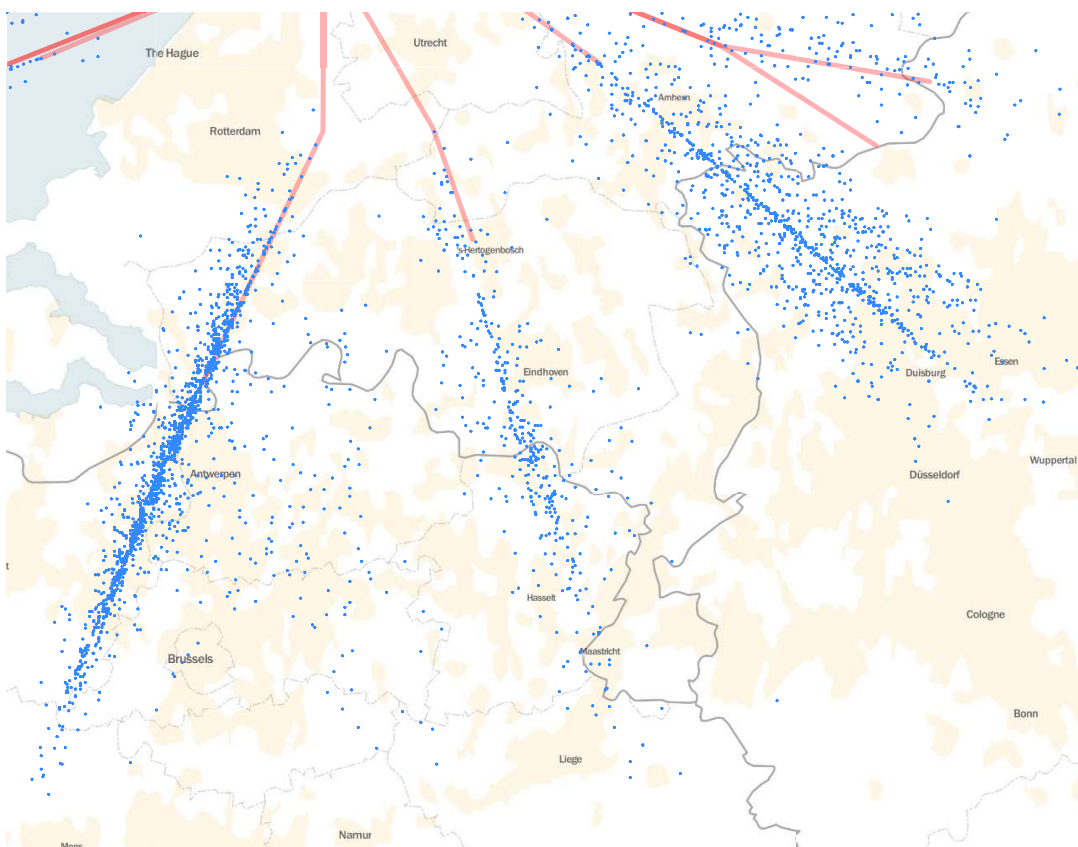 Utrecht
The Hague
Arnhem
Rotterdam
's-Hertogenbosch
Essen
Eindhoven
Duisburg
Wuppertal
Antwerpen
Düsseldorf
t
Hasselt
Cologne
Maastricht
Brussels
Bonn
Liege
Namur
Mons